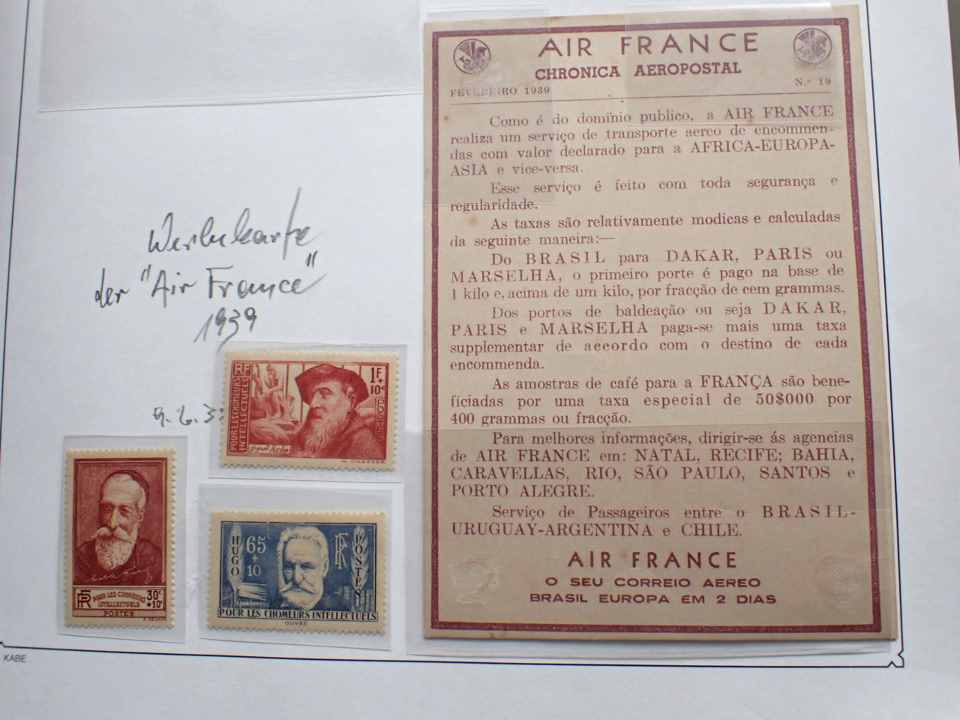 AIR FRANCE
CHRONICA AEROPOSTAL
FEVEREIRO 1939 N.º 19
Como é do dominio publico, a AIR FRANCE
realiza um serviço de transporte aereo de encommen-
das com valor declarado para a AFRICA-EUROPA-
ASIA e vice-versa.
Esse serviço é feito com toda segurança e
regularidade.
As taxas são relativamente modicas e calculadas
da seguinte maneira:—
Do BRASIL para DAKAR, PARIS ou
MARSELHA, o primeiro porte é pago na base de
1 kilo e, acima de um kilo, por fracção de cem grammas.
Dos portos de baldeação ou seja DAKAR,
PARIS e MARSELHA paga-se mais uma taxa
supplementar de accordo com o destino de cada
encommenda.
As amostras de café para a FRANÇA são bene-
ficiadas por uma taxa especial de 50$000 por
400 grammas ou fracção.
Para melhores informações, dirigir-se ás agencias
de AIR FRANCE em: NATAL, RECIFE; BAHIA,
CARAVELLAS, RIO, SÃO PAULO, SANTOS e
PORTO ALEGRE.
Serviço de Passageiros entre o BRASIL-
URUGUAY-ARGENTINA e CHILE.
AIR FRANCE
O SEU CORREIO AEREO
BRASIL EUROPA EM 2 DIAS
Werbekarte
der "Air France"
1939
RF
POUR LES CHOMEURS
INTELLECTUELS
1F
+10c
POSTES
RF
POUR LES CHOMEURS
INTELLECTUELS
30c
+10c
POSTES
HUGO
65
+10
RF
POSTES
POUR LES CHOMEURS INTELLECTUELS
OUVRÉ
KABE